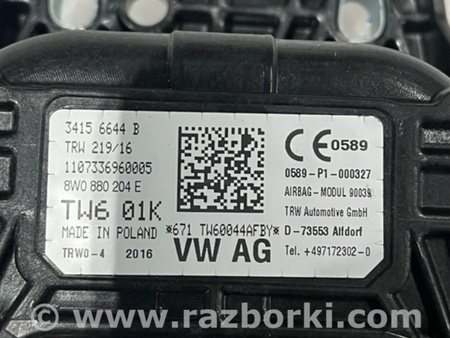 3415 6644 B
TRW 219/16
1107336960005
8W0 880 204 E
TW6 01K
MADE IN POLAND
TRW0-4 2016
*671 TW60044AFBY*
VW AG
CE 0589
0589-P1-000327
AIRBAG-MODUL 90039
TRW Automotive GmbH
D-73553 Alfdorf
Tel. +497172302-0
© www.razborki.com